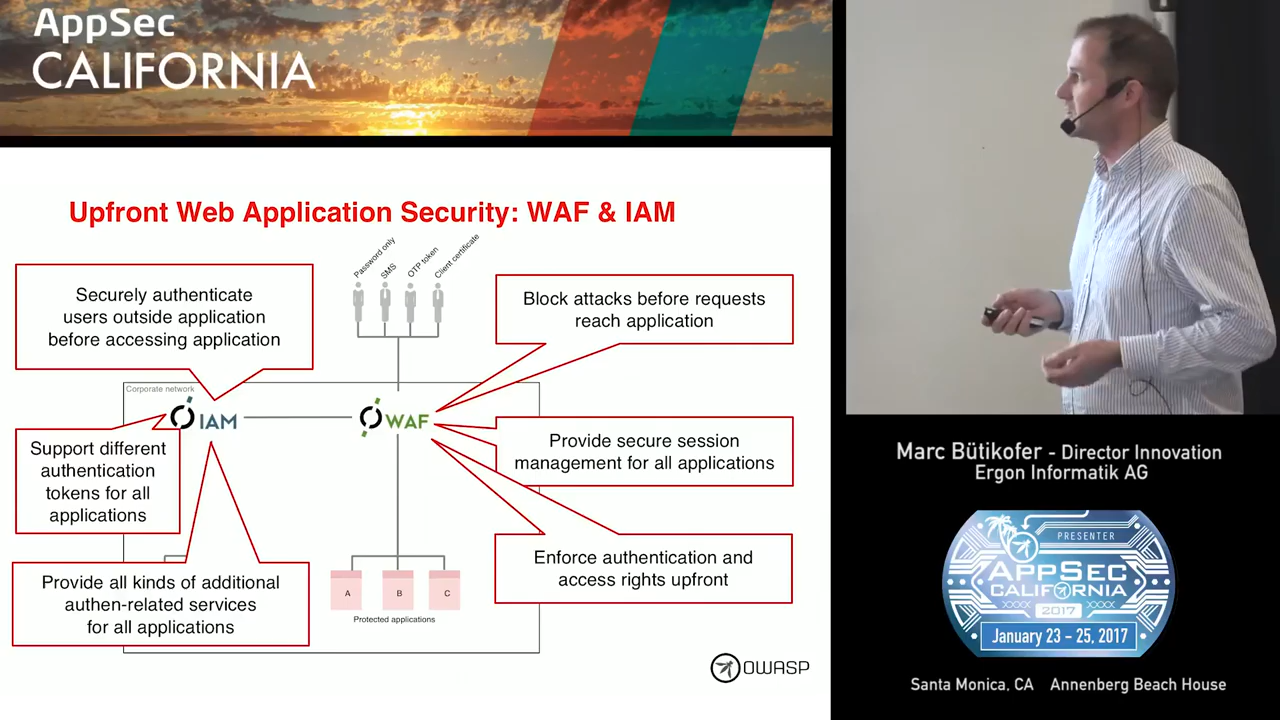 AppSec
CALIFORNIA
Upfront Web Application Security: WAF & IAM
Password only
SMS
OTP token
Client certificate
Securely authenticate
users outside application
before accessing application
Block attacks before requests
reach application
Corporate network
IAM
WAF
Support different
authentication
tokens for all
applications
Provide secure session
management for all applications
Provide all kinds of additional
authen-related services
for all applications
Enforce authentication and
access rights upfront
A
B
C
Protected applications
OWASP
Marc Bütikofer - Director Innovation
Ergon Informatik AG
PRESENTER
APPSEC
CALIFORNIA
2017
January 23 - 25, 2017
Santa Monica, CA Annenberg Beach House